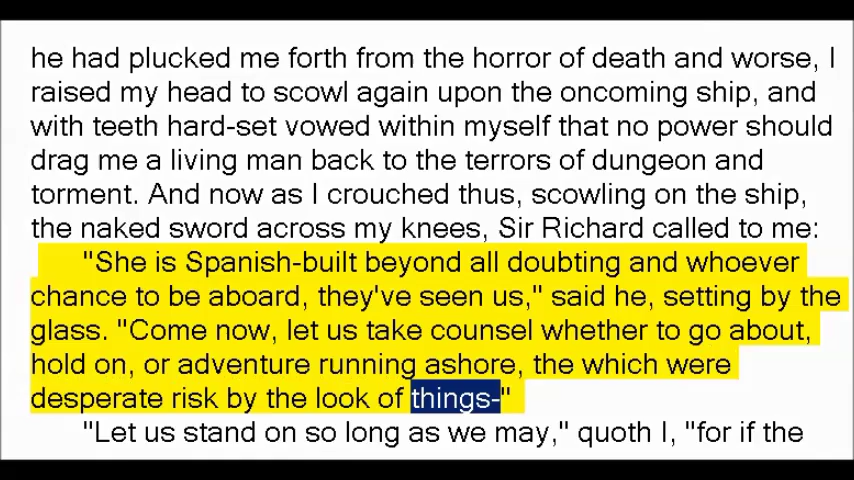 he had plucked me forth from the horror of death and worse, I
raised my head to scowl again upon the oncoming ship, and
with teeth hard-set vowed within myself that no power should
drag me a living man back to the terrors of dungeon and
torment. And now as I crouched thus, scowling on the ship,
the naked sword across my knees, Sir Richard called to me:
"She is Spanish-built beyond all doubting and whoever
chance to be aboard, they've seen us," said he, setting by the
glass. "Come now, let us take counsel whether to go about,
hold on, or adventure running ashore, the which were
desperate risk by the look of things-"
"Let us stand on so long as we may," quoth I, "for if the